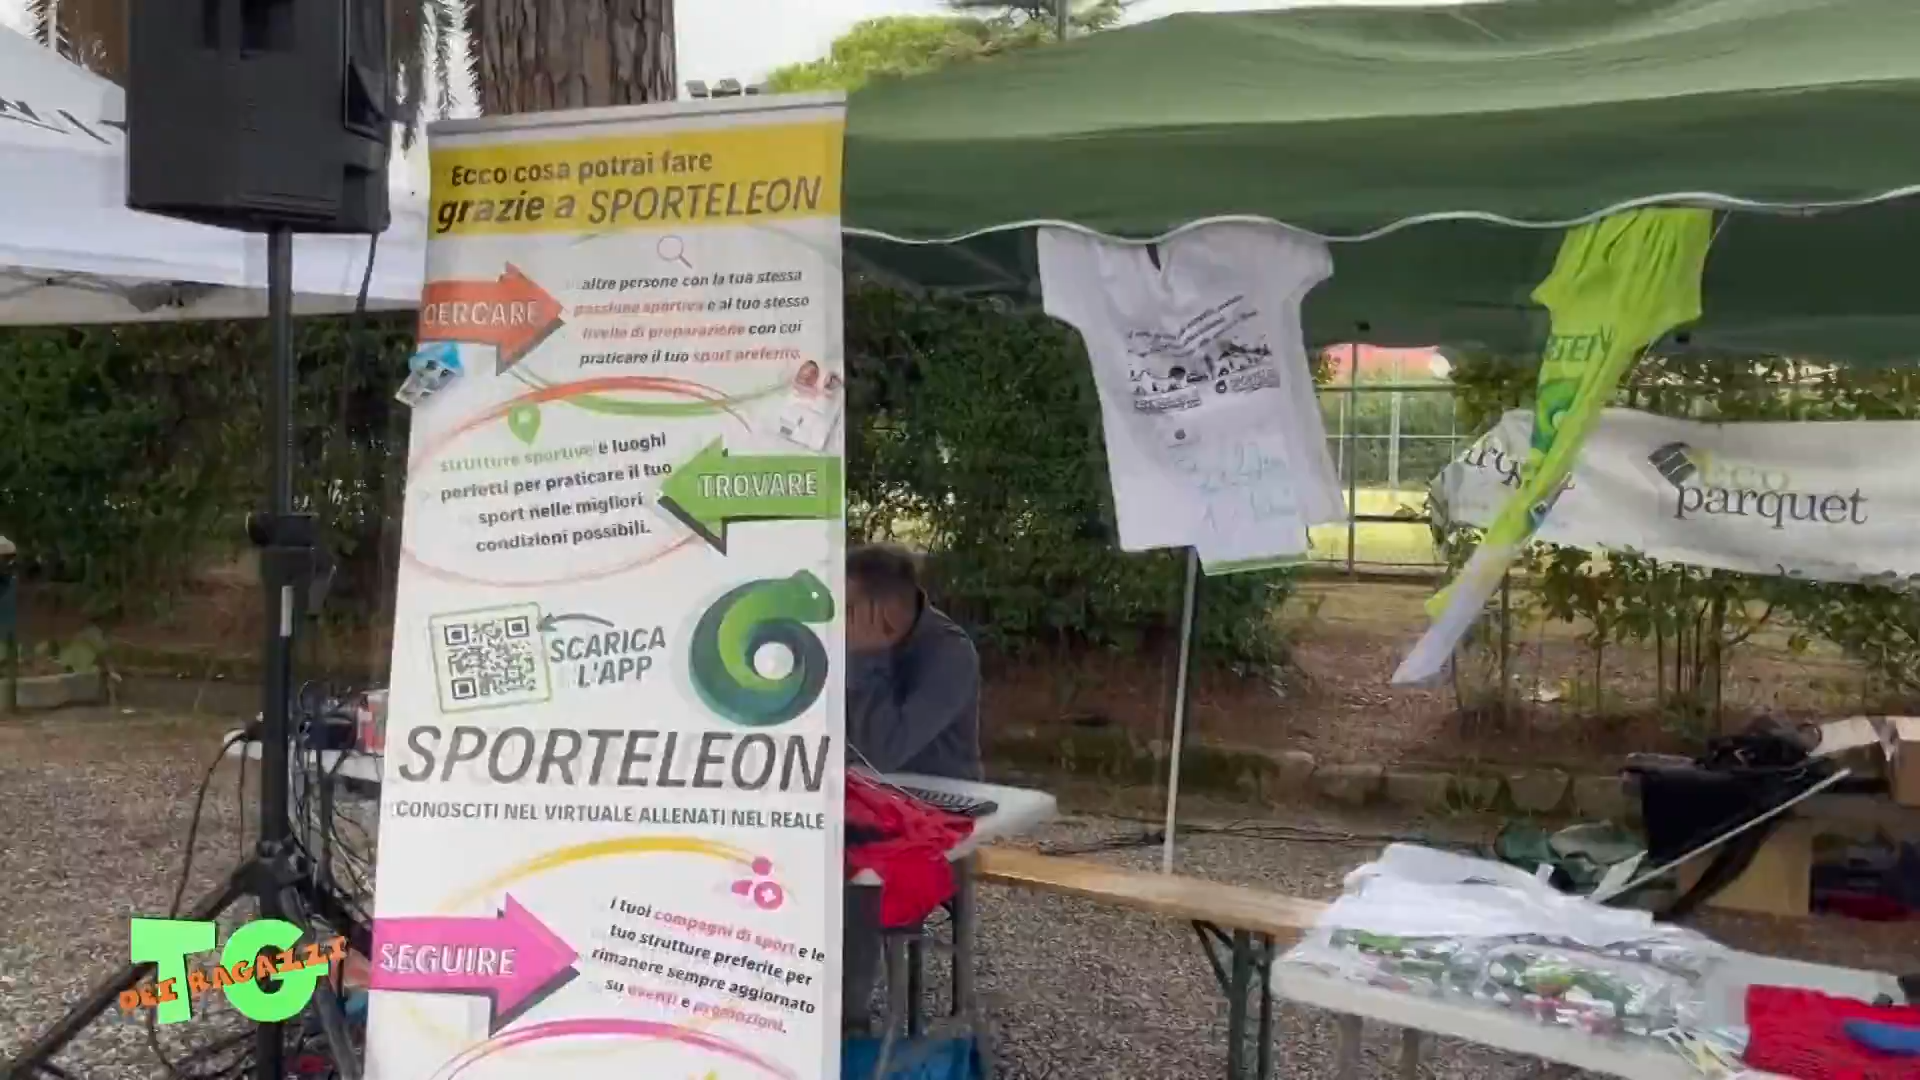 Ecco cosa potrai fare
grazie a SPORTELEON
CERCARE
altre persone con la tua stessa
passione sportiva e al tuo stesso
livello di preparazione con cui
praticare il tuo sport preferito.
strutture sportive e luoghi
perfetti per praticare il tuo
sport nelle migliori
condizioni possibili.
TROVARE
SCARICA
L'APP
SPORTELEON
CONOSCITI NEL VIRTUALE ALLENATI NEL REALE
SEGUIRE
i tuoi compagni di sport e le
tue strutture preferite per
rimanere sempre aggiornato
su eventi e promozioni.
Eco
parquet
TG
DEI RAGAZZI